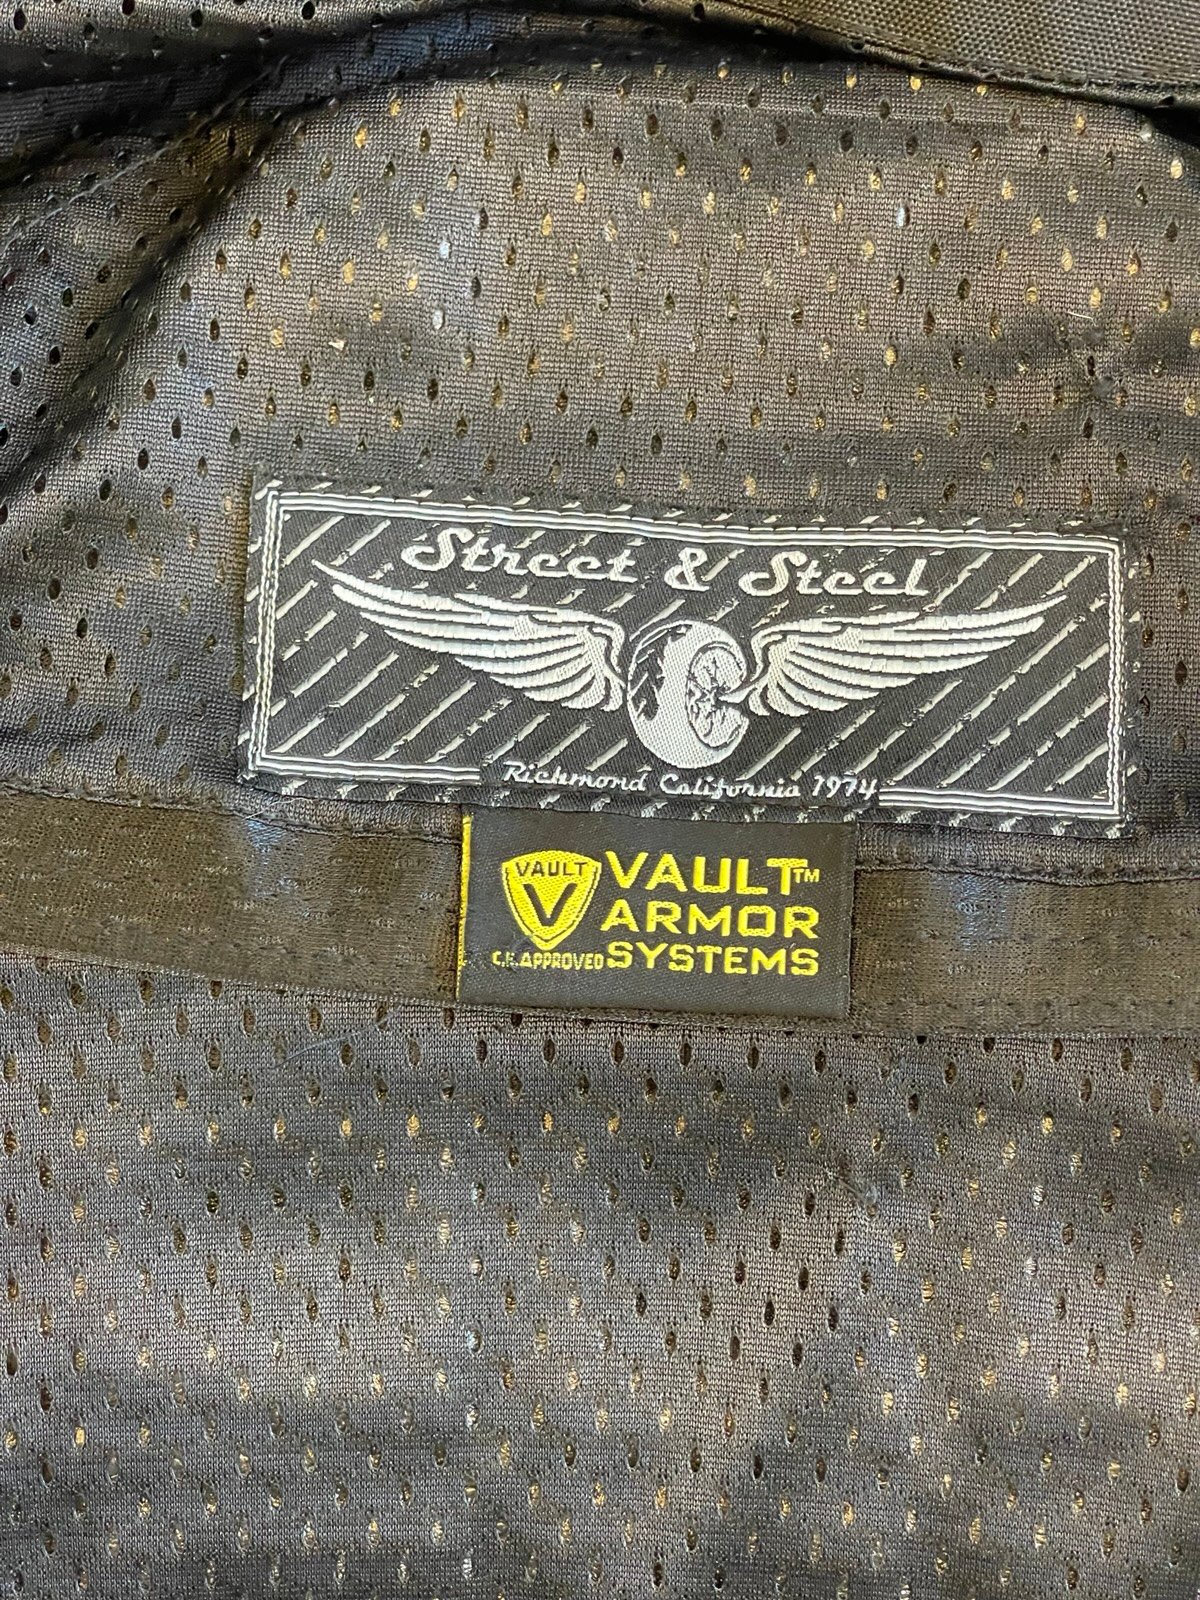 Street & Steel
Richmond California 1974
VAULT
V
VAULT™
ARMOR
SYSTEMS
C.E. APPROVED